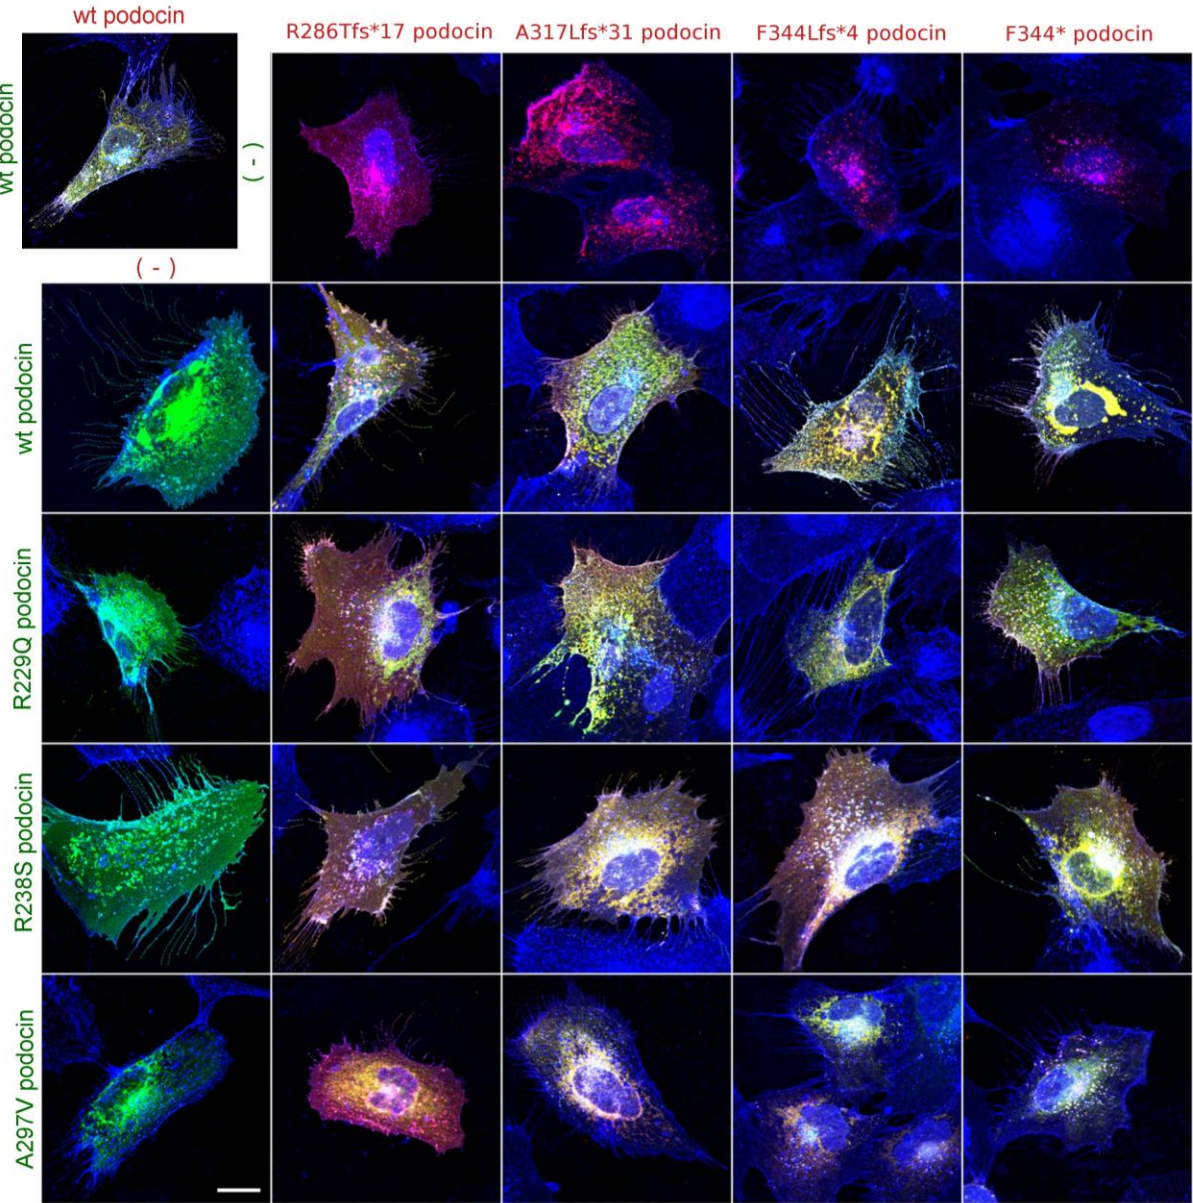 wt podocin
R286Tfs*17 podocin
A317Lfs*31 podocin
F344Lfs*4 podocin
F344* podocin
wt podocin
( - )
( - )
wt podocin
R229Q podocin
R238S podocin
A297V podocin